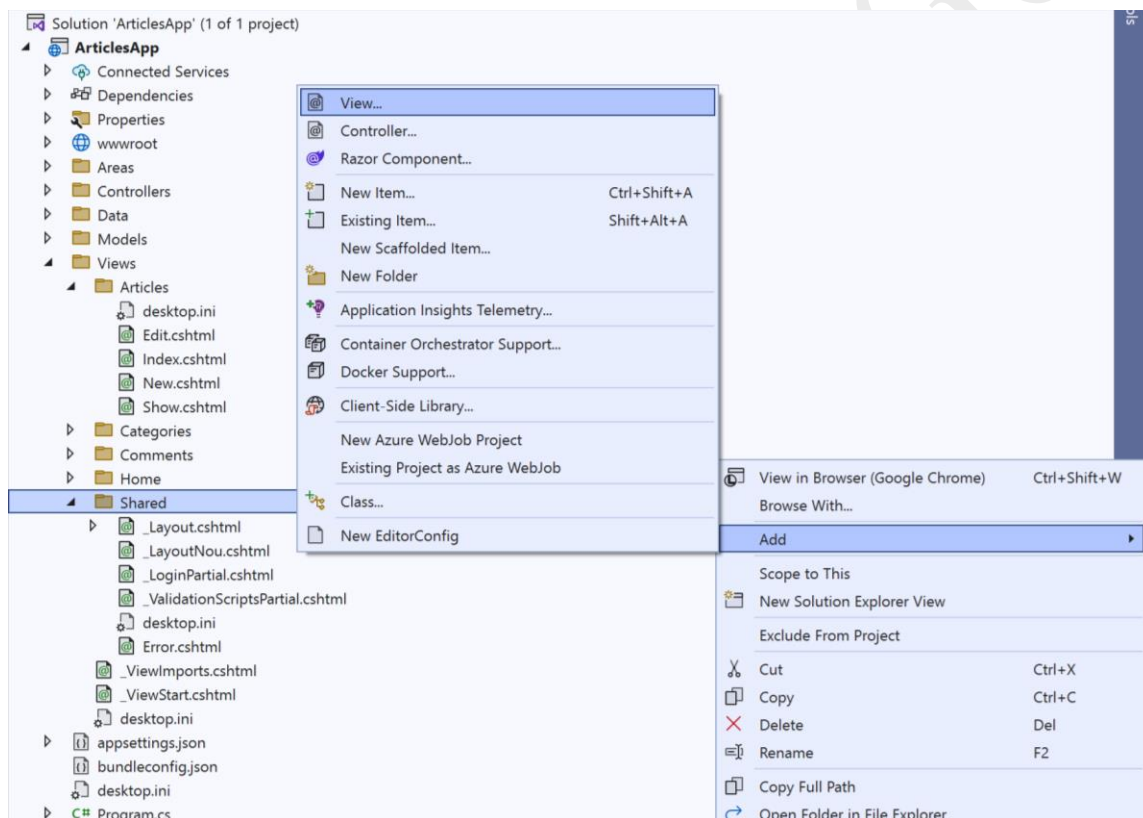 Solution 'ArticlesApp' (1 of 1 project)
ArticlesApp
Connected Services
Dependencies
Properties
wwwroot
Areas
Controllers
Data
Models
Views
Articles
desktop.ini
Edit.cshtml
Index.cshtml
New.cshtml
Show.cshtml
Categories
Comments
Home
Shared
_Layout.cshtml
_LayoutNou.cshtml
_LoginPartial.cshtml
_ValidationScriptsPartial.cshtml
desktop.ini
Error.cshtml
_ViewImports.cshtml
_ViewStart.cshtml
desktop.ini
appsettings.json
bundleconfig.json
desktop.ini
C# Program.cs
View...
Controller...
Razor Component...
New Item... Ctrl+Shift+A
Existing Item... Shift+Alt+A
New Scaffolded Item...
New Folder
Application Insights Telemetry...
Container Orchestrator Support...
Docker Support...
Client-Side Library...
New Azure WebJob Project
Existing Project as Azure WebJob
Class...
New EditorConfig
View in Browser (Google Chrome) Ctrl+Shift+W
Browse With...
Add
Scope to This
New Solution Explorer View
Exclude From Project
Cut Ctrl+X
Copy Ctrl+C
Delete Del
Rename F2
Copy Full Path
Open Folder in File Explorer